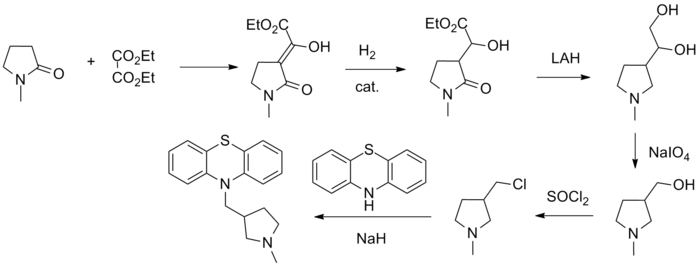 EtO₂C
OH
O
N
+
CO₂Et
CO₂Et
N
O
H₂
cat.
EtO₂C
OH
N
O
LAH
OH
OH
N
NaIO₄
OH
N
SOCl₂
Cl
N
S
N
H
NaH
S
N
N